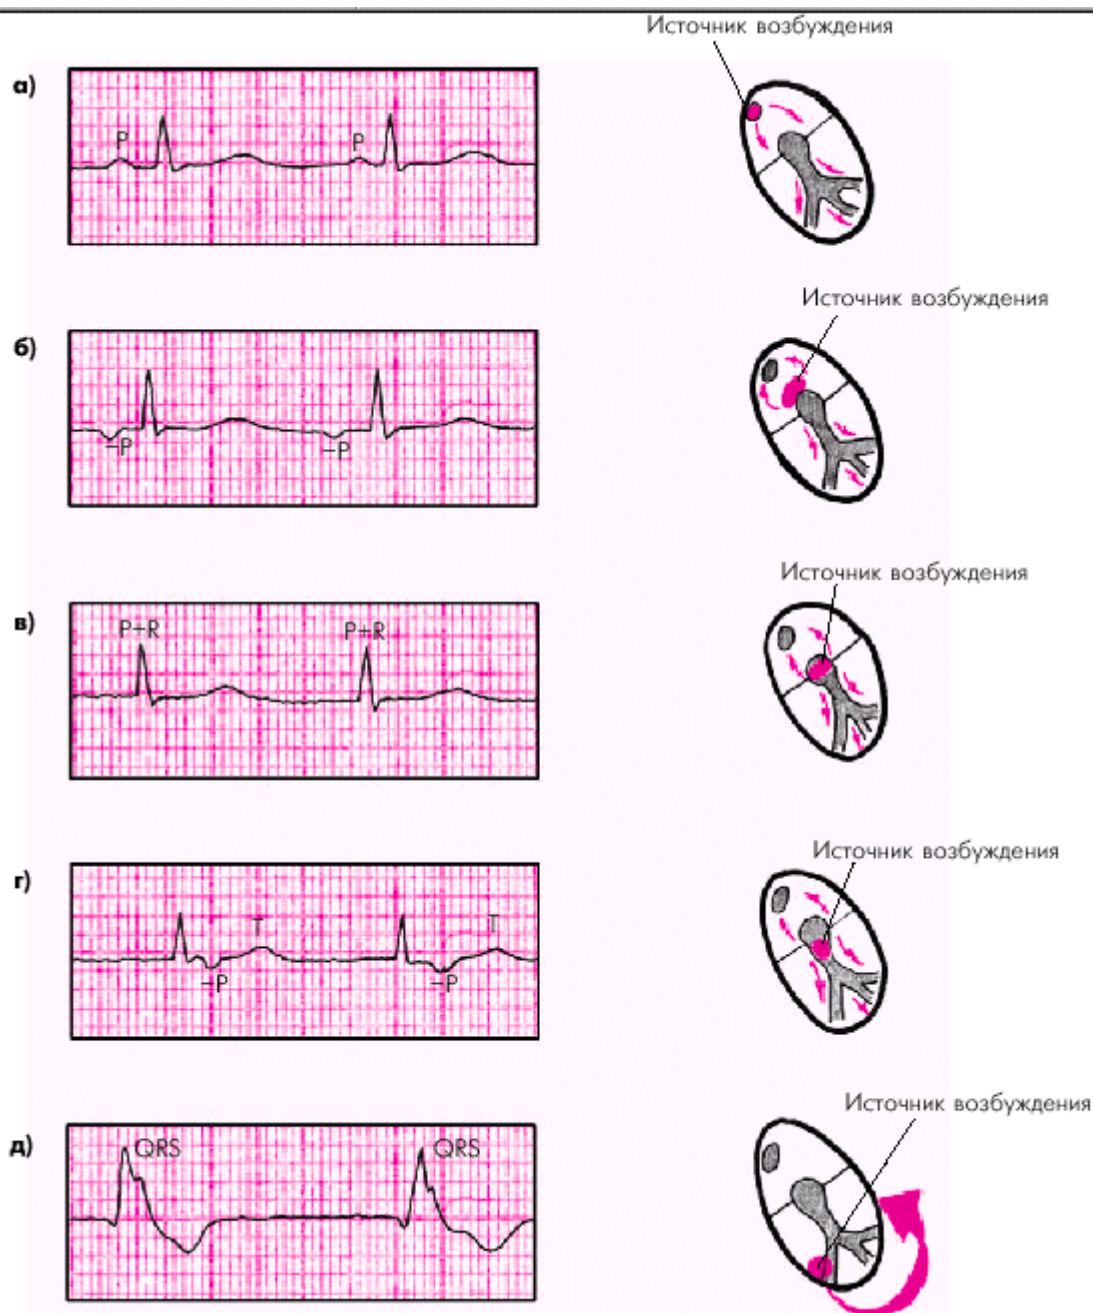 Источник возбуждения
а)
P
P
Источник возбуждения
б)
–P
–P
Источник возбуждения
в)
P+R
P+R
Источник возбуждения
г)
T
T
–P
–P
Источник возбуждения
д)
QRS
QRS